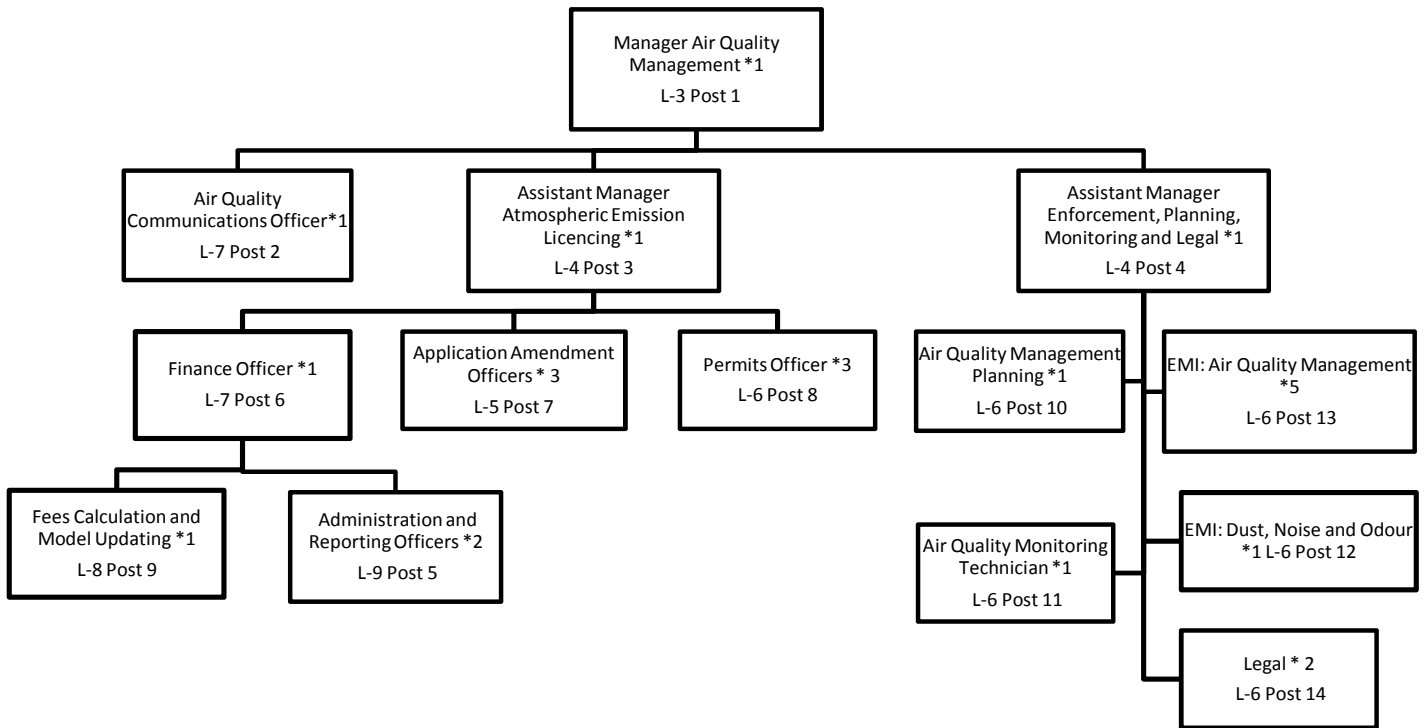 Manager Air Quality
Management *1
L-3 Post 1
Air Quality
Communications Officer*1
L-7 Post 2
Assistant Manager
Atmospheric Emission
Licencing *1
L-4 Post 3
Assistant Manager
Enforcement, Planning,
Monitoring and Legal *1
L-4 Post 4
Finance Officer *1
L-7 Post 6
Application Amendment
Officers * 3
L-5 Post 7
Permits Officer *3
L-6 Post 8
Air Quality Management
Planning *1
L-6 Post 10
EMI: Air Quality Management
*5
L-6 Post 13
Fees Calculation and
Model Updating *1
L-8 Post 9
Administration and
Reporting Officers *2
L-9 Post 5
Air Quality Monitoring
Technician *1
L-6 Post 11
EMI: Dust, Noise and Odour
*1 L-6 Post 12
Legal * 2
L-6 Post 14